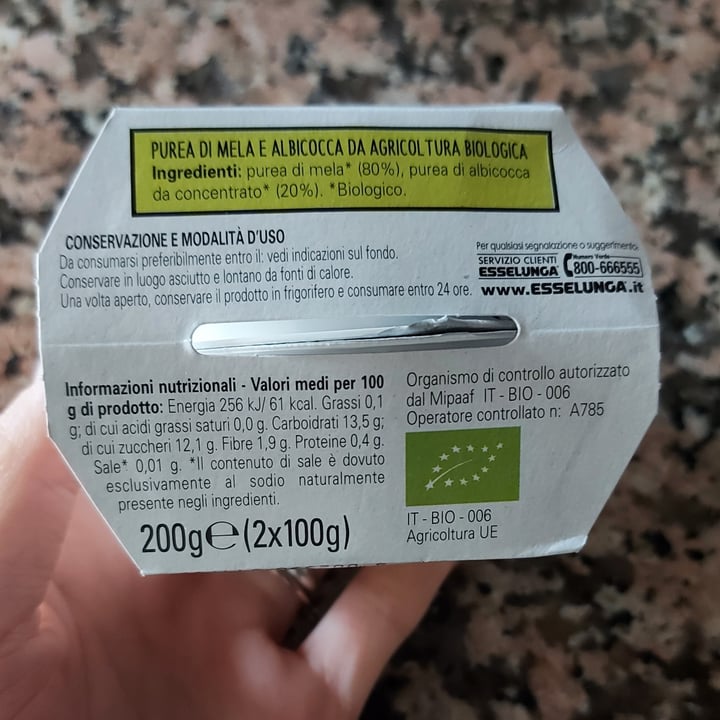 PUREA DI MELA E ALBICOCCA DA AGRICOLTURA BIOLOGICA
Ingredienti: purea di mela* (80%), purea di albicocca
da concentrato* (20%). *Biologico.
CONSERVAZIONE E MODALITÀ D'USO
Da consumarsi preferibilmente entro il: vedi indicazioni sul fondo.
Conservare in luogo asciutto e lontano da fonti di calore.
Una volta aperto, conservare il prodotto in frigorifero e consumare entro 24 ore.
Per qualsiasi segnalazione o suggerimento:
SERVIZIO CLIENTI
ESSELUNGA
Numero Verde
800-666555
www.ESSELUNGA.it
Informazioni nutrizionali - Valori medi per 100
g di prodotto: Energia 256 kJ/ 61 kcal. Grassi 0,1
g; di cui acidi grassi saturi 0,0 g. Carboidrati 13,5 g;
di cui zuccheri 12,1 g. Fibre 1,9 g. Proteine 0,4 g.
Sale* 0,01 g. *Il contenuto di sale è dovuto
esclusivamente al sodio naturalmente
presente negli ingredienti.
200g℮(2x100g)
Organismo di controllo autorizzato
dal Mipaaf IT - BIO - 006
Operatore controllato n: A785
IT - BIO - 006
Agricoltura UE